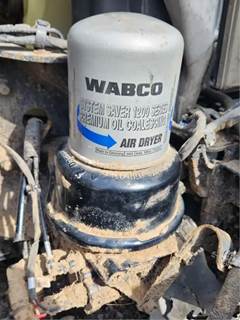 WABCO
SYSTEM SAVER 1200 SERIES
PREMIUM OIL COALESCING
AIR DRYER